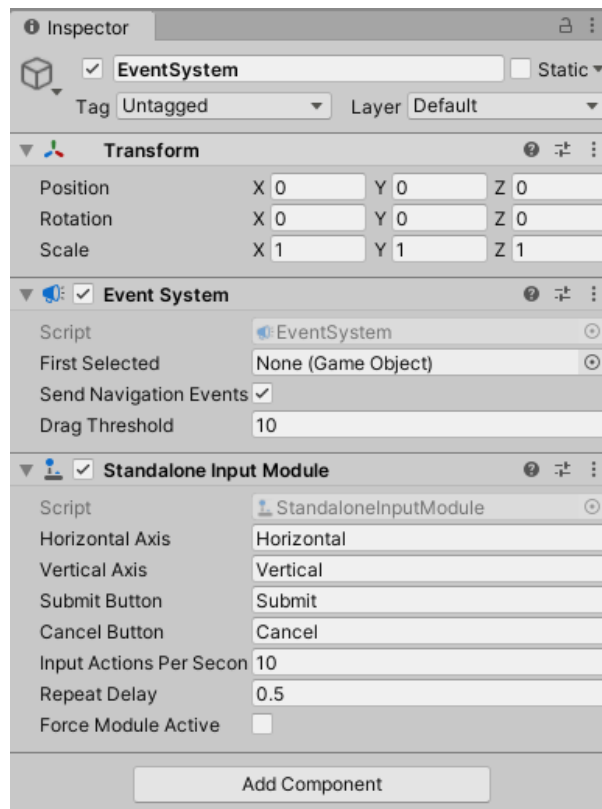 Inspector
EventSystem Static
Tag Untagged Layer Default
Transform
Position X 0 Y 0 Z 0
Rotation X 0 Y 0 Z 0
Scale X 1 Y 1 Z 1
Event System
Script EventSystem
First Selected None (Game Object)
Send Navigation Events
Drag Threshold 10
Standalone Input Module
Script StandaloneInputModule
Horizontal Axis Horizontal
Vertical Axis Vertical
Submit Button Submit
Cancel Button Cancel
Input Actions Per Secon 10
Repeat Delay 0.5
Force Module Active
Add Component